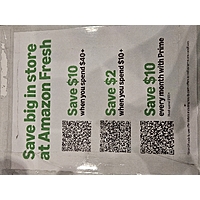 Save big in store
at Amazon Fresh
Save $10
when you spend $40+
Save $2
when you spend $10+
Save $10
every month with Prime